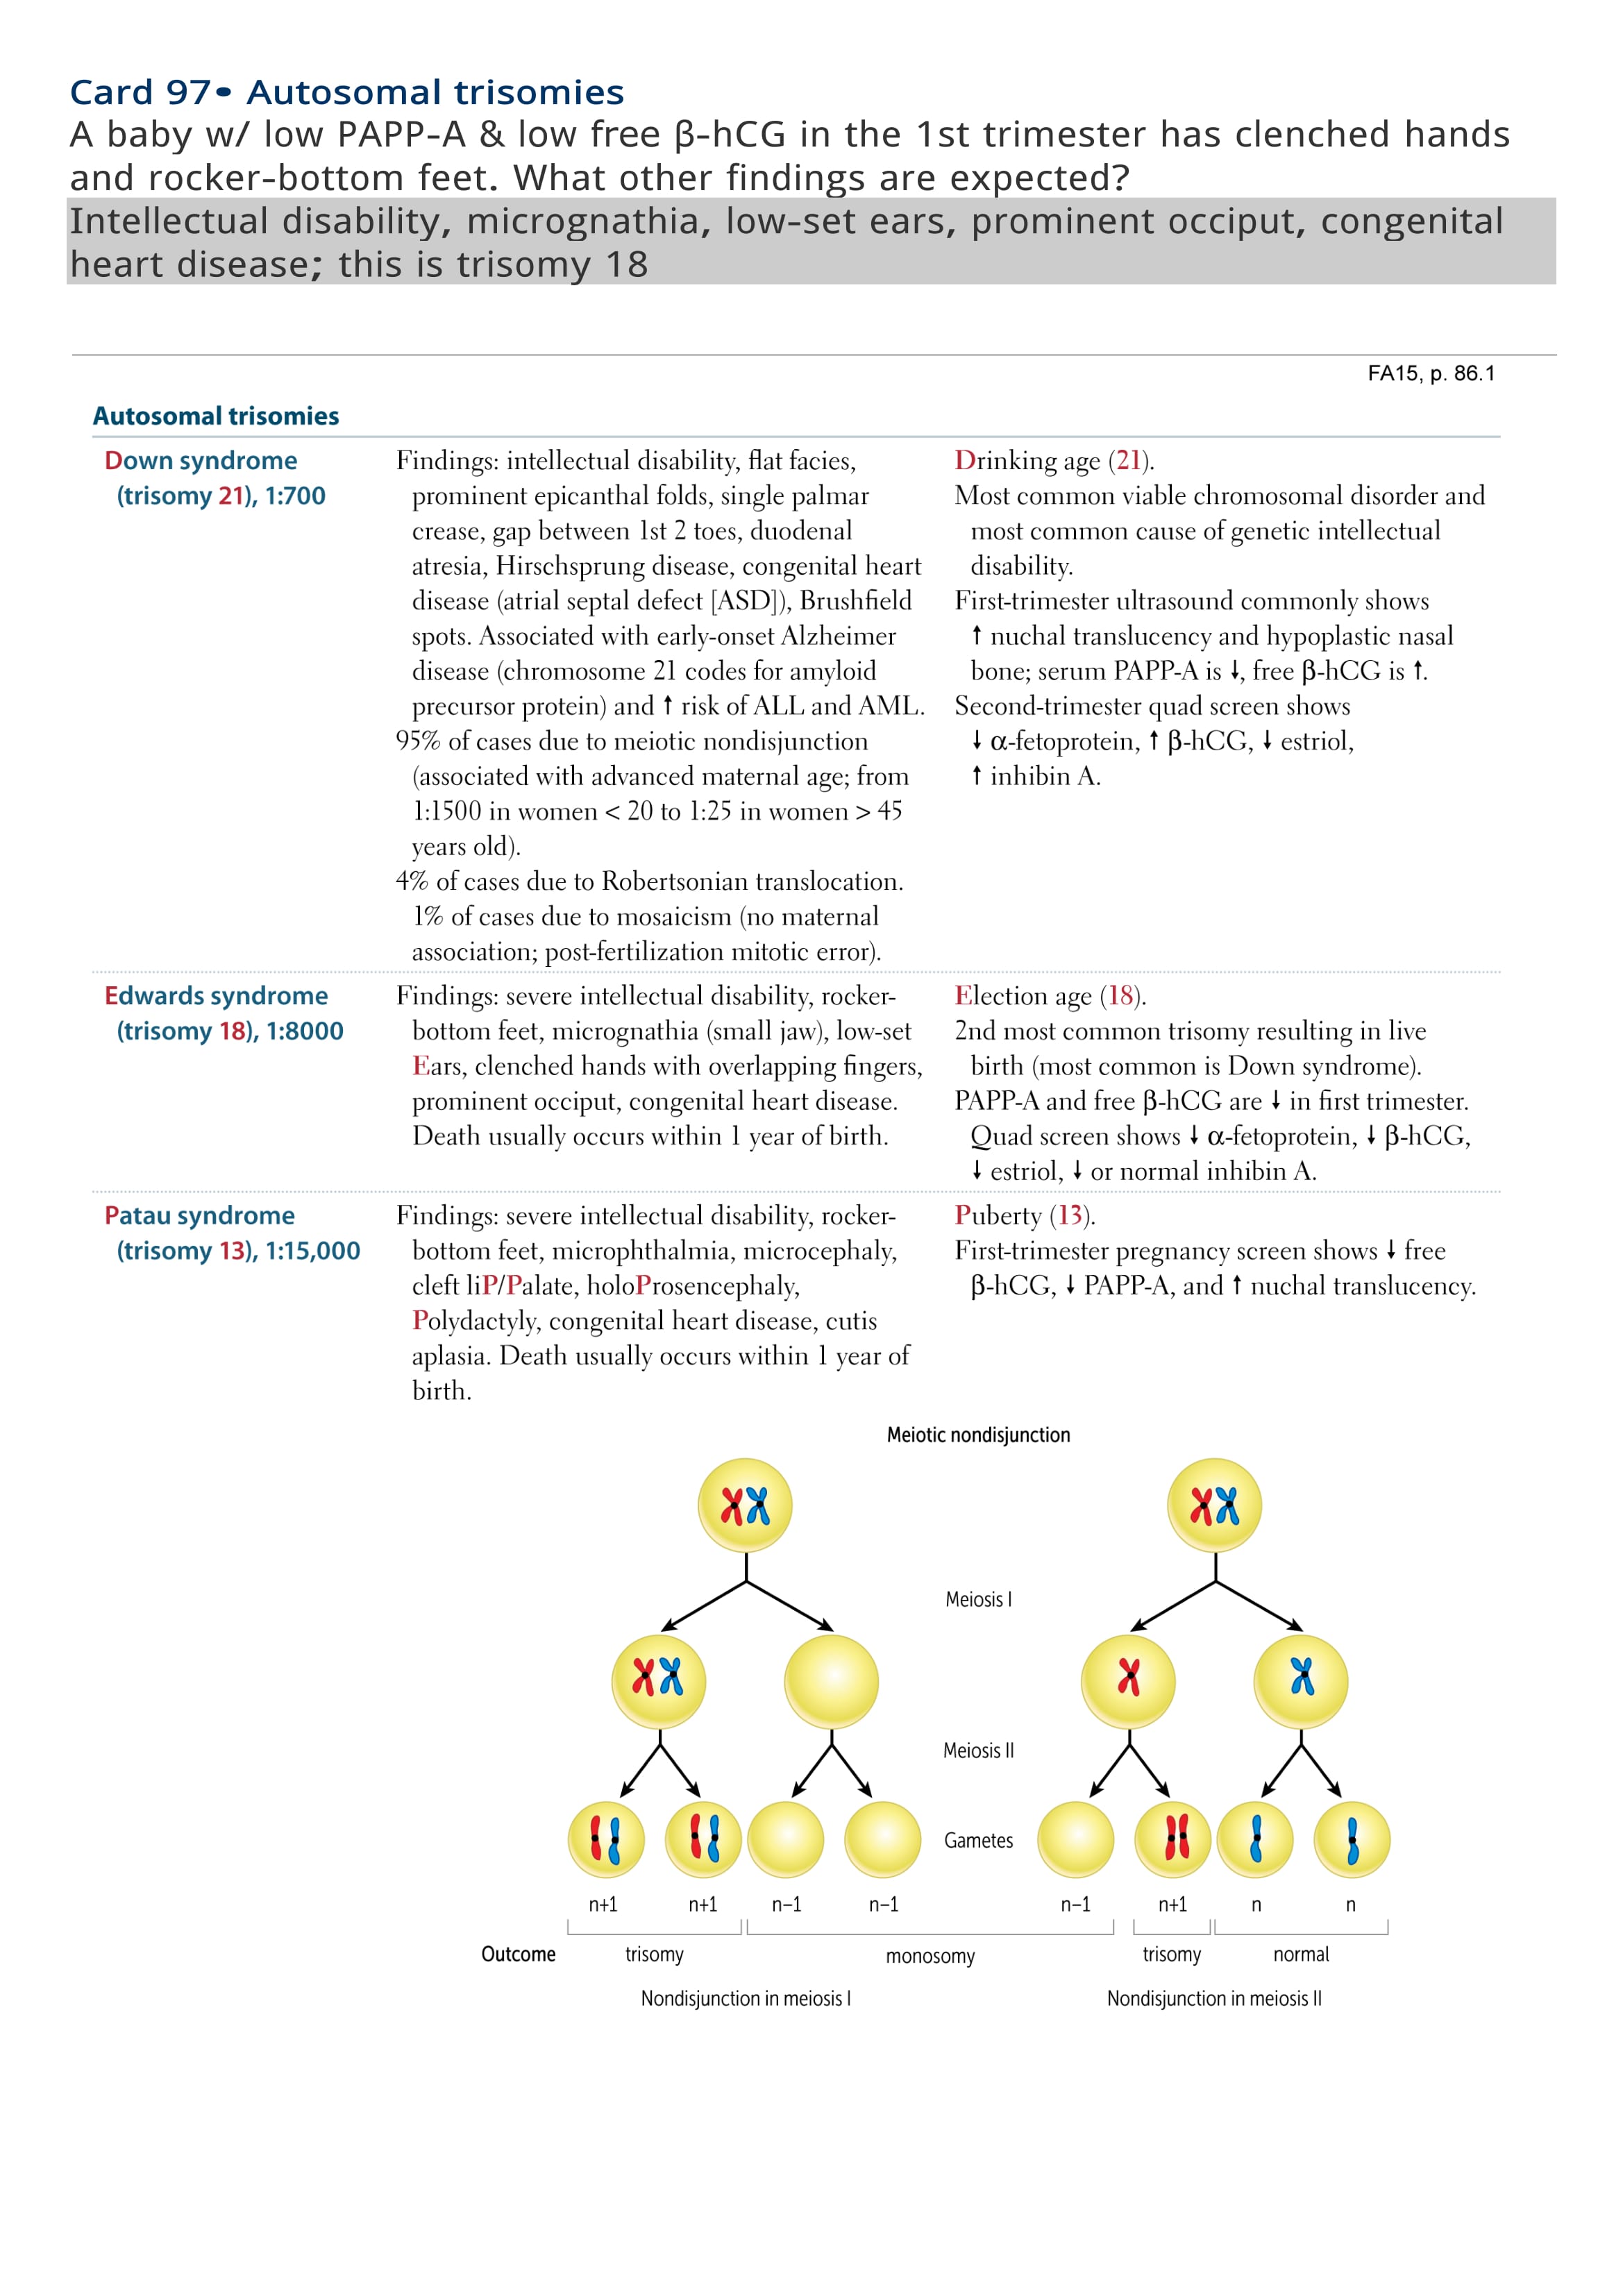 Card 97• Autosomal trisomies
A baby w/ low PAPP-A & low free β-hCG in the 1st trimester has clenched hands
and rocker-bottom feet. What other findings are expected?
Intellectual disability, micrognathia, low-set ears, prominent occiput, congenital
heart disease; this is trisomy 18
FA15, p. 86.1
Autosomal trisomies
Down syndrome
(trisomy 21), 1:700
Findings: intellectual disability, flat facies,
prominent epicanthal folds, single palmar
crease, gap between 1st 2 toes, duodenal
atresia, Hirschsprung disease, congenital heart
disease (atrial septal defect [ASD]), Brushfield
spots. Associated with early-onset Alzheimer
disease (chromosome 21 codes for amyloid
precursor protein) and ↑ risk of ALL and AML.
95% of cases due to meiotic nondisjunction
(associated with advanced maternal age; from
1:1500 in women < 20 to 1:25 in women > 45
years old).
4% of cases due to Robertsonian translocation.
1% of cases due to mosaicism (no maternal
association; post-fertilization mitotic error).
Drinking age (21).
Most common viable chromosomal disorder and
most common cause of genetic intellectual
disability.
First-trimester ultrasound commonly shows
↑ nuchal translucency and hypoplastic nasal
bone; serum PAPP-A is ↓, free β-hCG is ↑.
Second-trimester quad screen shows
↓ α-fetoprotein, ↑ β-hCG, ↓ estriol,
↑ inhibin A.
Edwards syndrome
(trisomy 18), 1:8000
Findings: severe intellectual disability, rocker-
bottom feet, micrognathia (small jaw), low-set
Ears, clenched hands with overlapping fingers,
prominent occiput, congenital heart disease.
Death usually occurs within 1 year of birth.
Election age (18).
2nd most common trisomy resulting in live
birth (most common is Down syndrome).
PAPP-A and free β-hCG are ↓ in first trimester.
Quad screen shows ↓ α-fetoprotein, ↓ β-hCG,
↓ estriol, ↓ or normal inhibin A.
Patau syndrome
(trisomy 13), 1:15,000
Findings: severe intellectual disability, rocker-
bottom feet, microphthalmia, microcephaly,
cleft liP/Palate, holoProsencephaly,
Polydactyly, congenital heart disease, cutis
aplasia. Death usually occurs within 1 year of
birth.
Puberty (13).
First-trimester pregnancy screen shows ↓ free
β-hCG, ↓ PAPP-A, and ↑ nuchal translucency.
Meiotic nondisjunction
Meiosis I
Meiosis II
Gametes
n+1 n+1 n−1 n−1 n−1 n+1 n n
Outcome trisomy monosomy trisomy normal
Nondisjunction in meiosis I Nondisjunction in meiosis II